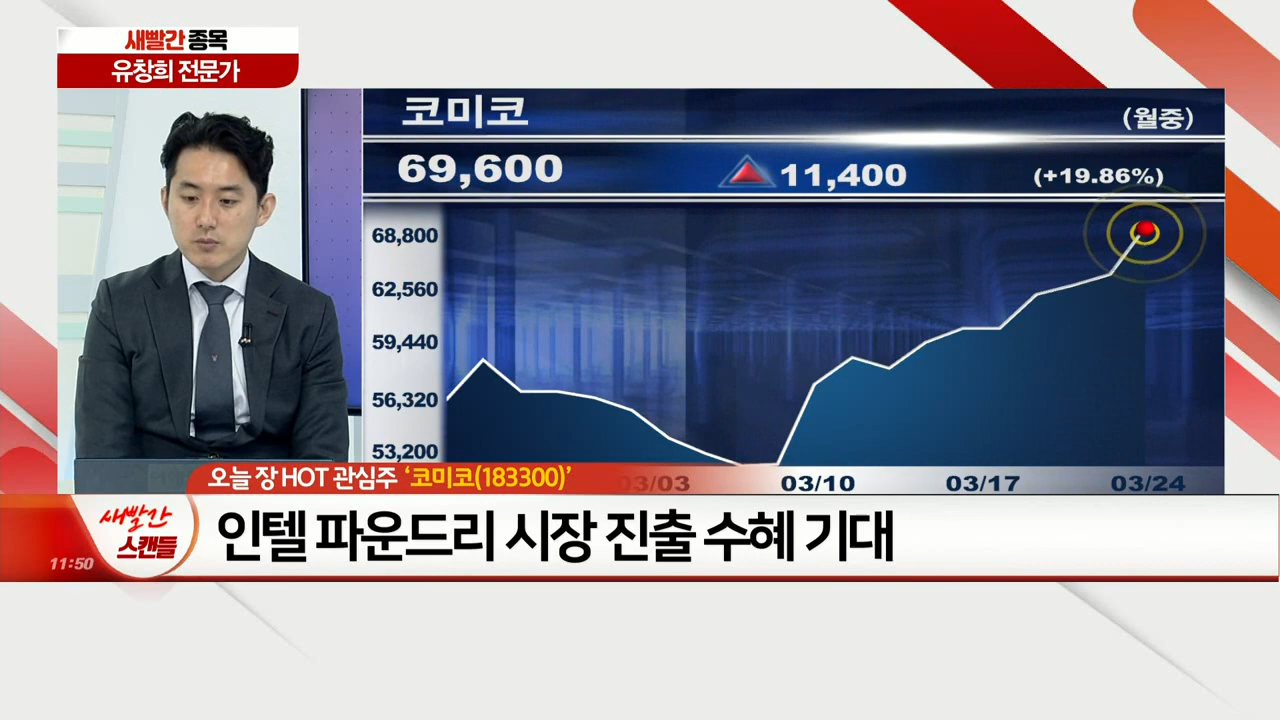 새빨간 종목
유창희 전문가
코미코
(월중)
69,600
▲ 11,400
(+19.86%)
68,800
62,560
59,440
56,320
53,200
03/03
03/10
03/17
03/24
오늘 장 HOT 관심주 ‘코미코(183300)’
새빨간
스캔들
인텔 파운드리 시장 진출 수혜 기대
11:50